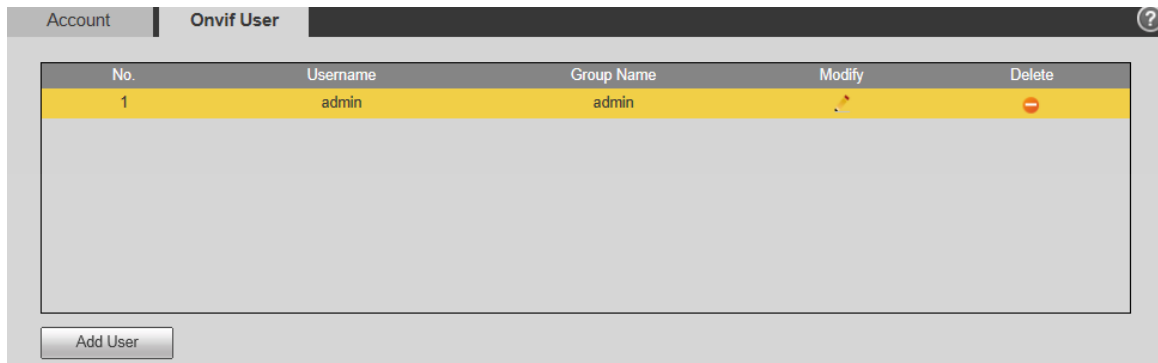 Account Onvif User ?
No. Username Group Name Modify Delete
1 admin admin
Add User